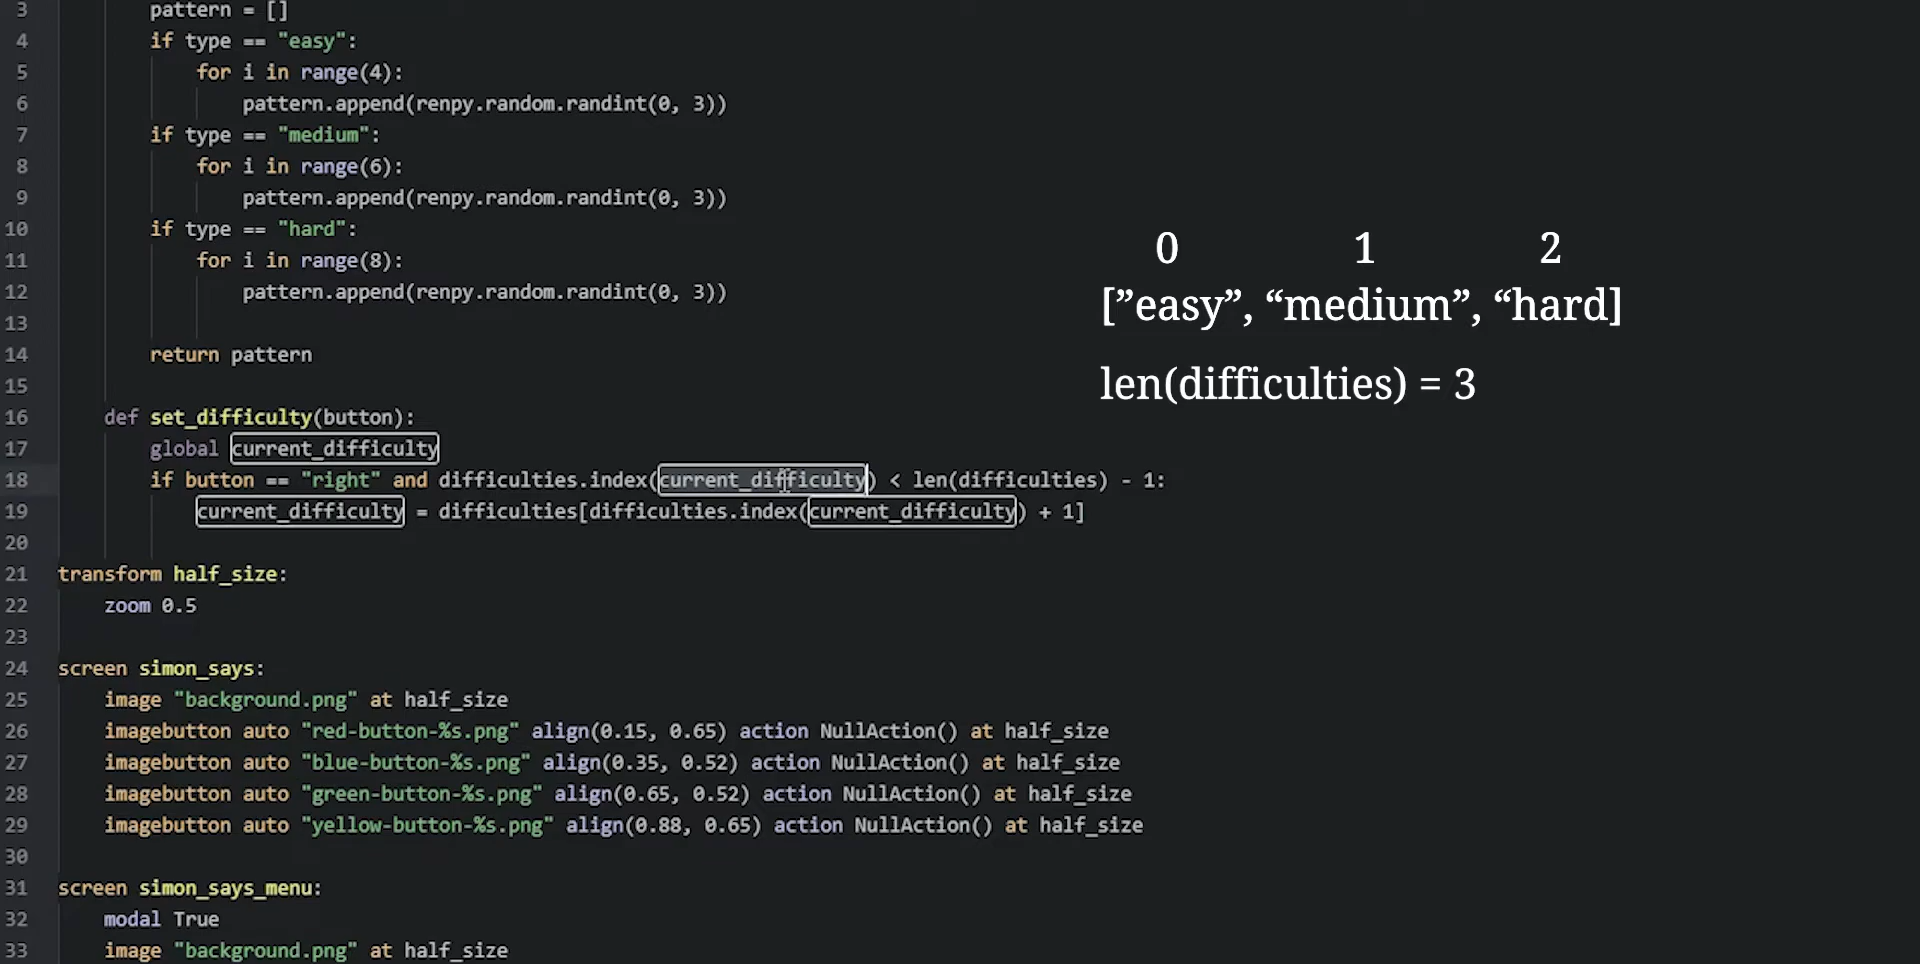 3 pattern = []
4 if type == "easy":
5 for i in range(4):
6 pattern.append(renpy.random.randint(0, 3))
7 if type == "medium":
8 for i in range(6):
9 pattern.append(renpy.random.randint(0, 3))
10 if type == "hard":
11 for i in range(8):
12 pattern.append(renpy.random.randint(0, 3))
13
14 return pattern
15
16 def set_difficulty(button):
17 global current_difficulty
18 if button == "right" and difficulties.index(current_difficulty) < len(difficulties) - 1:
19 current_difficulty = difficulties[difficulties.index(current_difficulty) + 1]
20
21 transform half_size:
22 zoom 0.5
23
24 screen simon_says:
25 image "background.png" at half_size
26 imagebutton auto "red-button-%s.png" align(0.15, 0.65) action NullAction() at half_size
27 imagebutton auto "blue-button-%s.png" align(0.35, 0.52) action NullAction() at half_size
28 imagebutton auto "green-button-%s.png" align(0.65, 0.52) action NullAction() at half_size
29 imagebutton auto "yellow-button-%s.png" align(0.88, 0.65) action NullAction() at half_size
30
31 screen simon_says_menu:
32 modal True
33 image "background.png" at half_size
0 1 2
[”easy”, “medium”, “hard]
len(difficulties) = 3